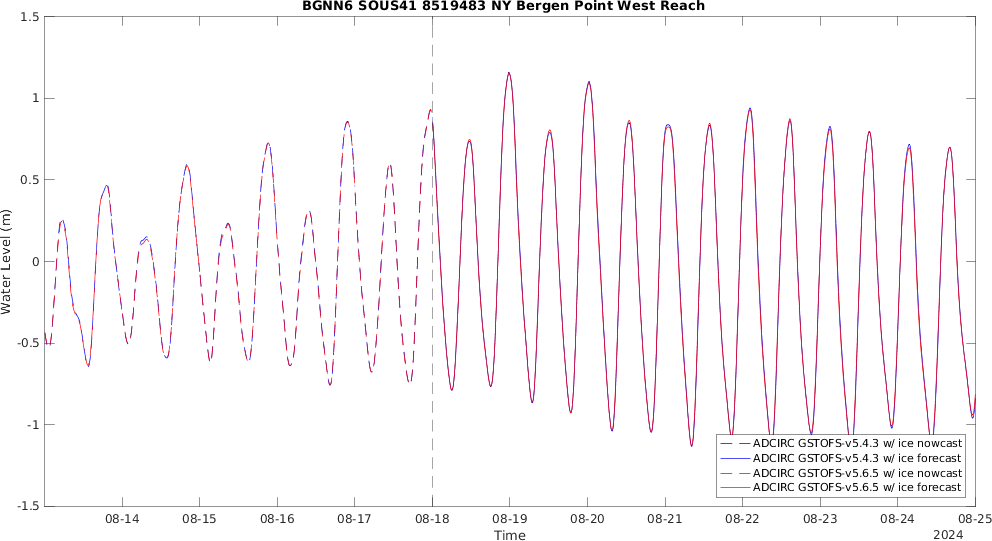 BGNN6 SOUS41 8519483 NY Bergen Point West Reach
1.5
1
0.5
0
-0.5
-1
-1.5
Water Level (m)
08-14 08-15 08-16 08-17 08-18 08-19 08-20 08-21 08-22 08-23 08-24 08-25
Time
2024
ADCIRC GSTOFS-v5.4.3 w/ ice nowcast
ADCIRC GSTOFS-v5.4.3 w/ ice forecast
ADCIRC GSTOFS-v5.6.5 w/ ice nowcast
ADCIRC GSTOFS-v5.6.5 w/ ice forecast